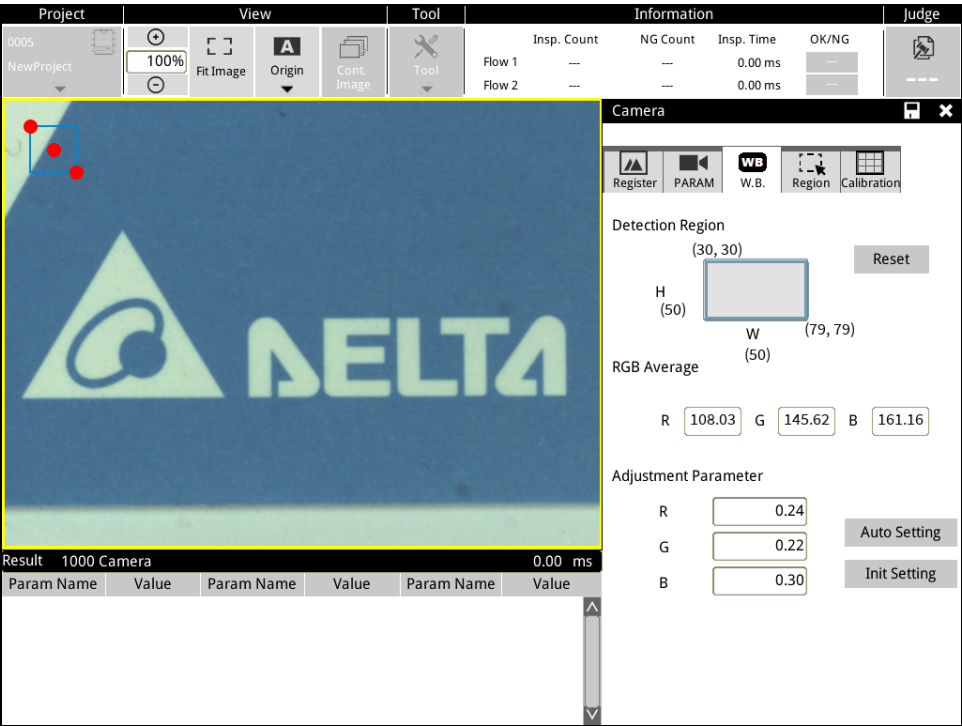 Project View Tool Information Judge
0005
NewProject
100%
Fit Image
A
Origin
Cont.
Image
Tool
Insp. Count NG Count Insp. Time OK/NG
Flow 1 --- --- 0.00 ms ---
Flow 2 --- --- 0.00 ms ---
---
Camera
Register PARAM WB W.B. Region Calibration
Detection Region
(30, 30)
Reset
H
(50)
W
(50)
(79, 79)
RGB Average
R 108.03 G 145.62 B 161.16
Adjustment Parameter
R 0.24
G 0.22
B 0.30
Auto Setting
Init Setting
DELTA
Result 1000 Camera 0.00 ms
Param Name Value Param Name Value Param Name Value